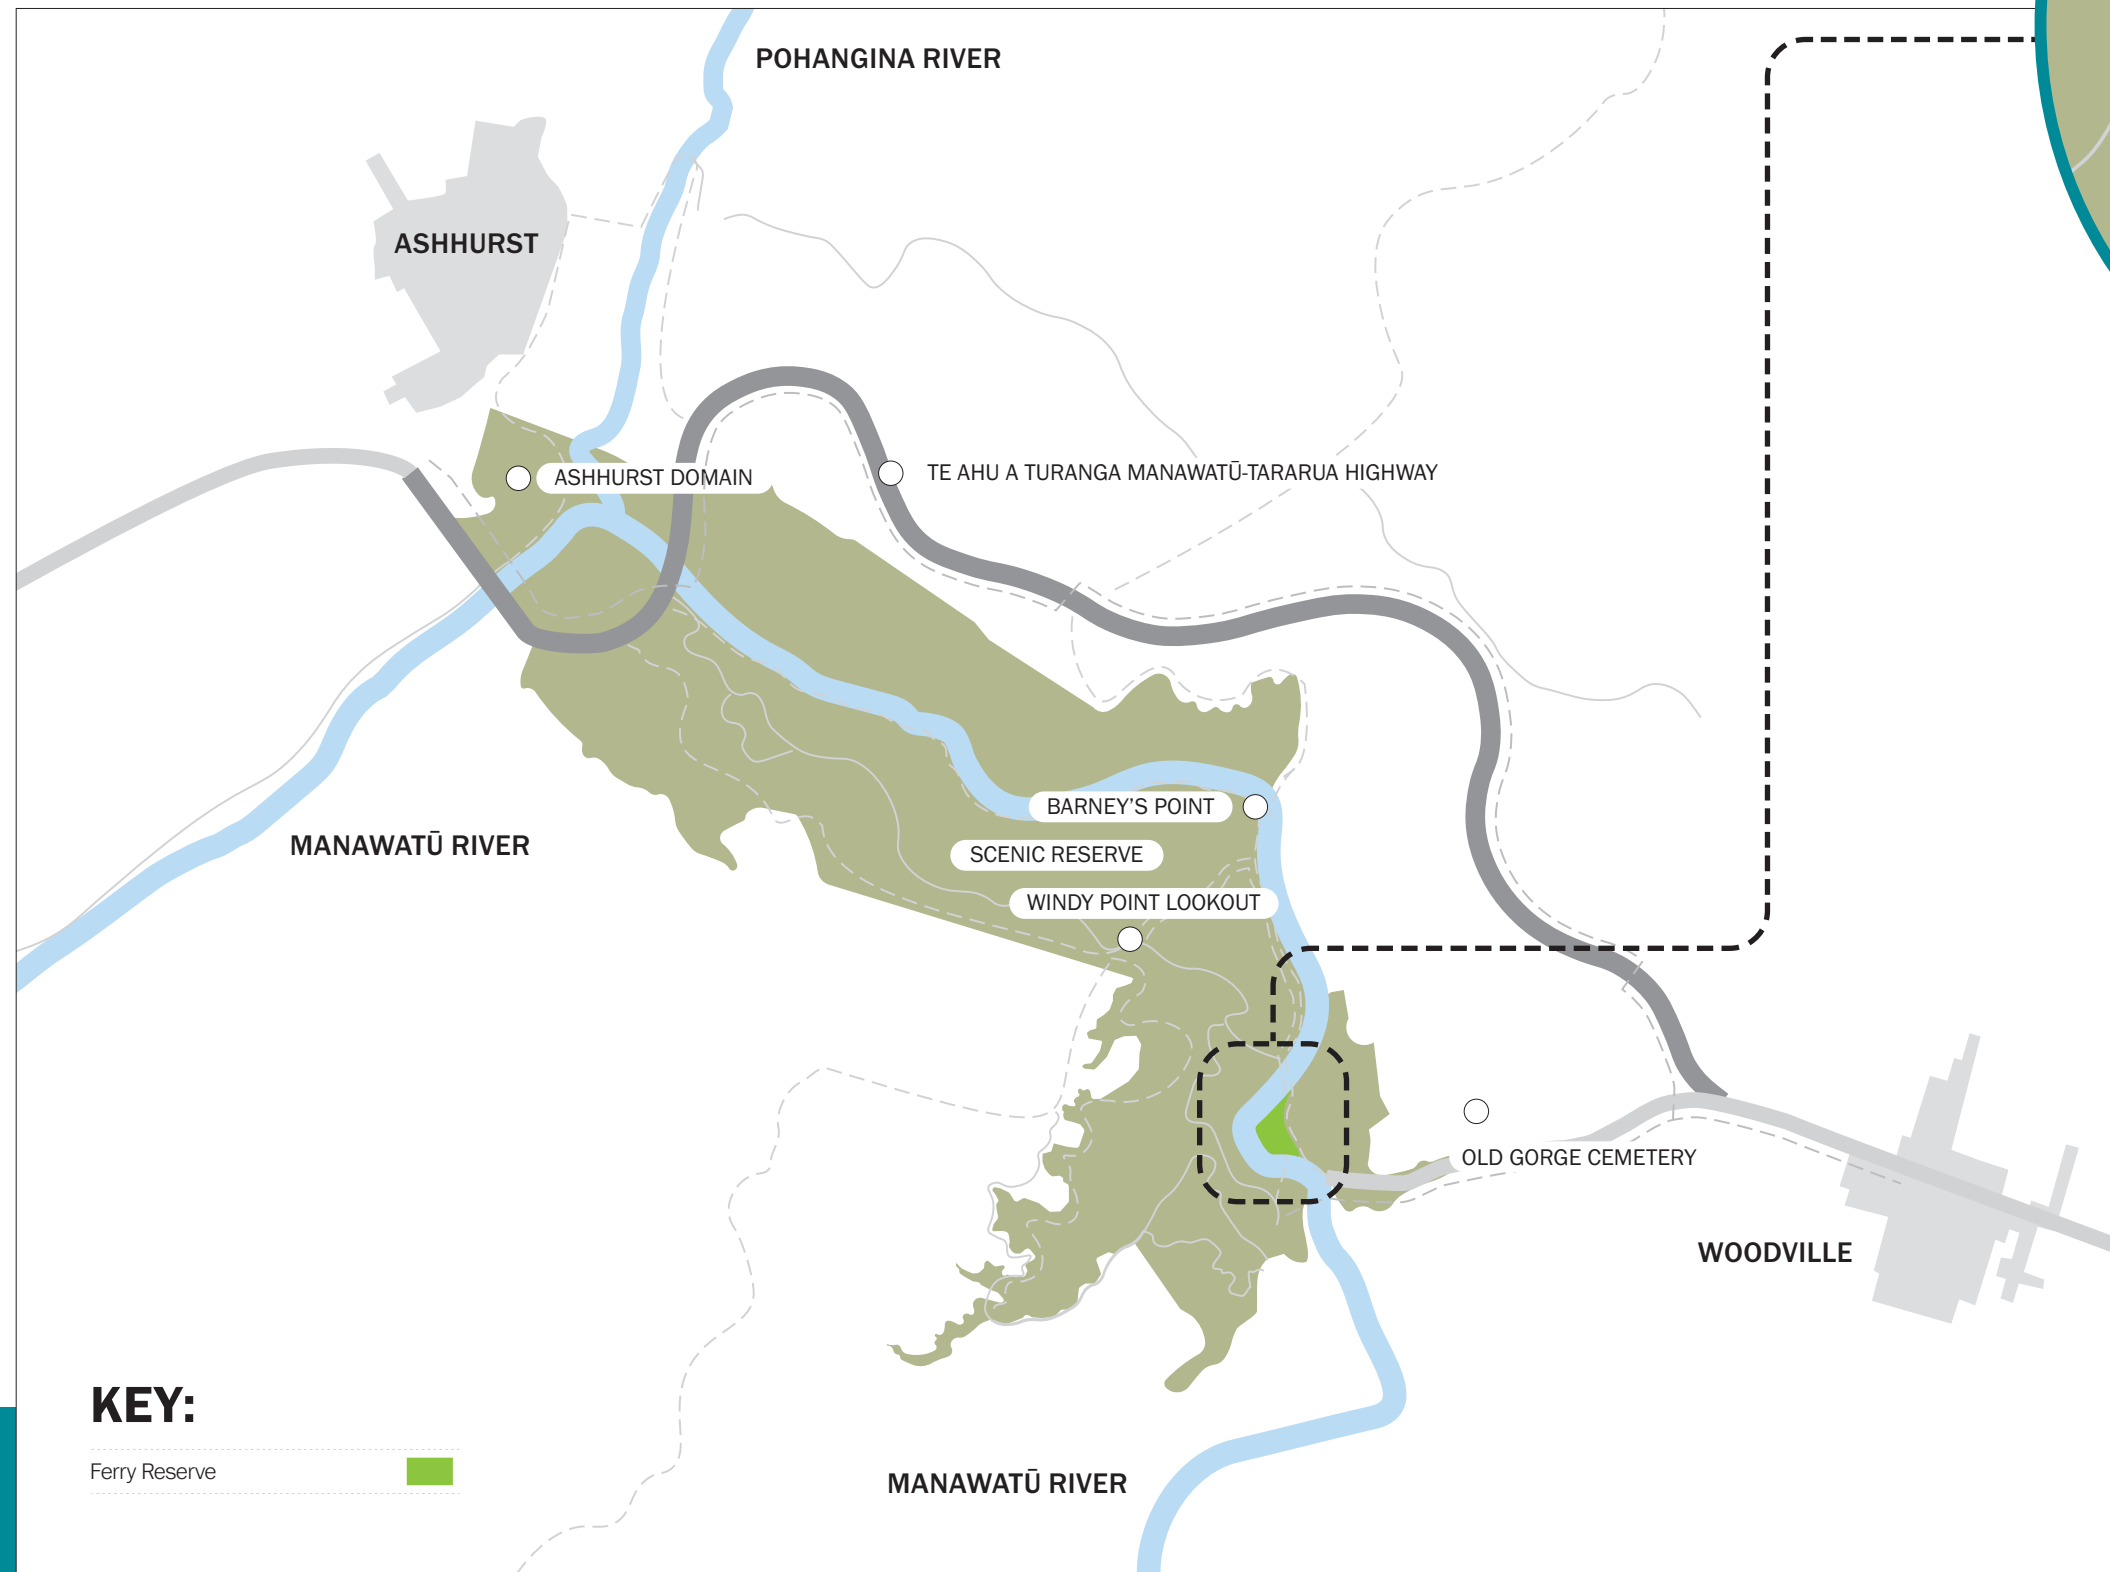 POHANGINA RIVER
ASHHURST
ASHHURST DOMAIN
TE AHU A TURANGA MANAWATŪ-TARARUA HIGHWAY
BARNEY'S POINT
MANAWATŪ RIVER
SCENIC RESERVE
WINDY POINT LOOKOUT
OLD GORGE CEMETERY
WOODVILLE
KEY:
Ferry Reserve
MANAWATŪ RIVER